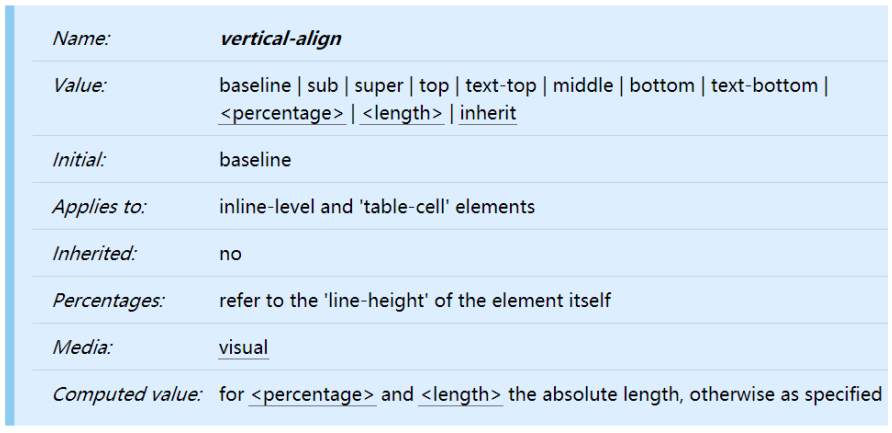 Name: vertical-align
Value: baseline | sub | super | top | text-top | middle | bottom | text-bottom |
<percentage> | <length> | inherit
Initial: baseline
Applies to: inline-level and 'table-cell' elements
Inherited: no
Percentages: refer to the 'line-height' of the element itself
Media: visual
Computed value: for <percentage> and <length> the absolute length, otherwise as specified